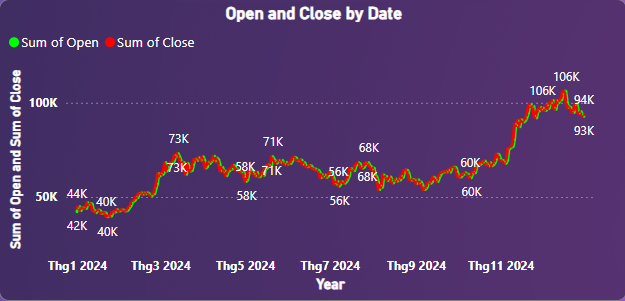 Open and Close by Date
Sum of Open Sum of Close
Sum of Open and Sum of Close
100K
50K
44K
42K
40K
40K
73K
73K
58K
58K
71K
71K
56K
56K
68K
68K
60K
60K
106K
106K
94K
93K
Thg1 2024 Thg3 2024 Thg5 2024 Thg7 2024 Thg9 2024 Thg11 2024
Year